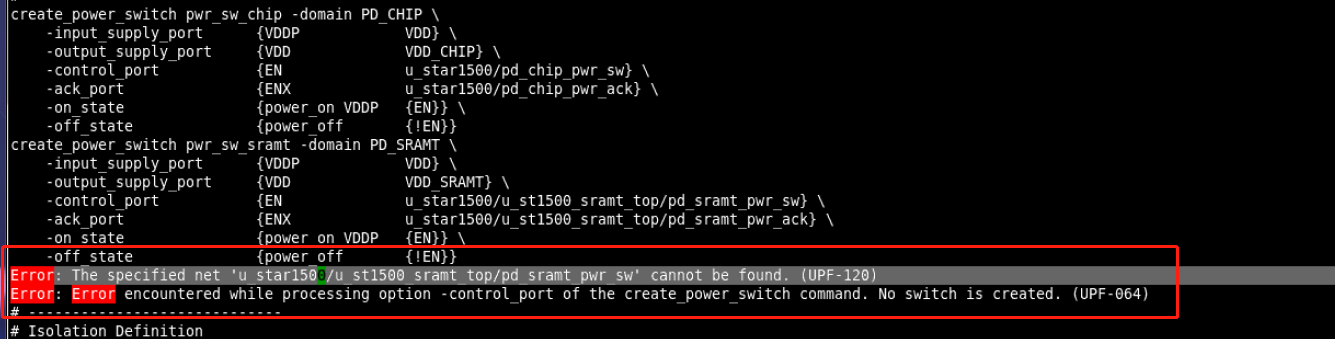 create_power_switch pwr_sw_chip -domain PD_CHIP \
-input_supply_port {VDDP VDD} \
-output_supply_port {VDD VDD_CHIP} \
-control_port {EN u_star1500/pd_chip_pwr_sw} \
-ack_port {ENX u_star1500/pd_chip_pwr_ack} \
-on_state {power_on VDDP {EN}} \
-off_state {power_off {!EN}}
create_power_switch pwr_sw_sramt -domain PD_SRAMT \
-input_supply_port {VDDP VDD} \
-output_supply_port {VDD VDD_SRAMT} \
-control_port {EN u_star1500/u_st1500_sramt_top/pd_sramt_pwr_sw} \
-ack_port {ENX u_star1500/u_st1500_sramt_top/pd_sramt_pwr_ack} \
-on_state {power_on VDDP {EN}} \
-off_state {power_off {!EN}}
Error: The specified net 'u_star1500/u_st1500_sramt_top/pd_sramt_pwr_sw' cannot be found. (UPF-120)
Error: Error encountered while processing option -control_port of the create_power_switch command. No switch is created. (UPF-064)
# -----------------------------
# Isolation Definition